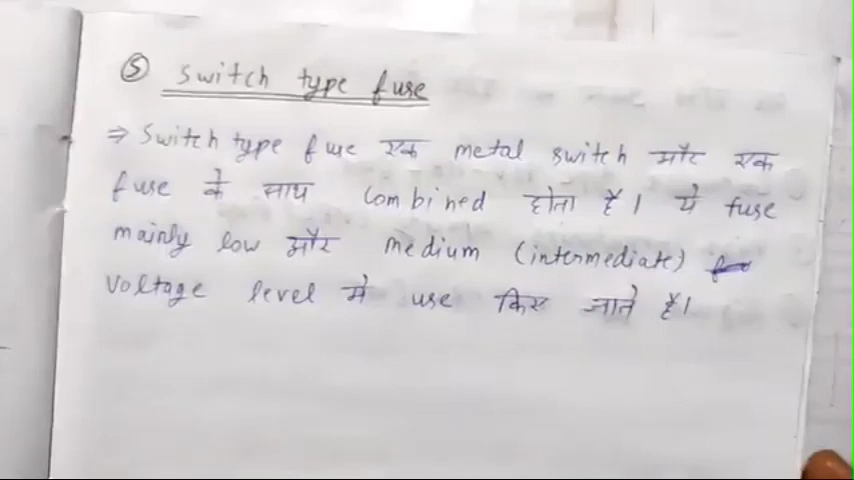 ⑤ Switch type fuse
⇒ Switch type fuse एक metal switch और एक
fuse के साथ Combined होता है। ये fuse
mainly low और medium (intermediate)
voltage level मे use किए जाते है।